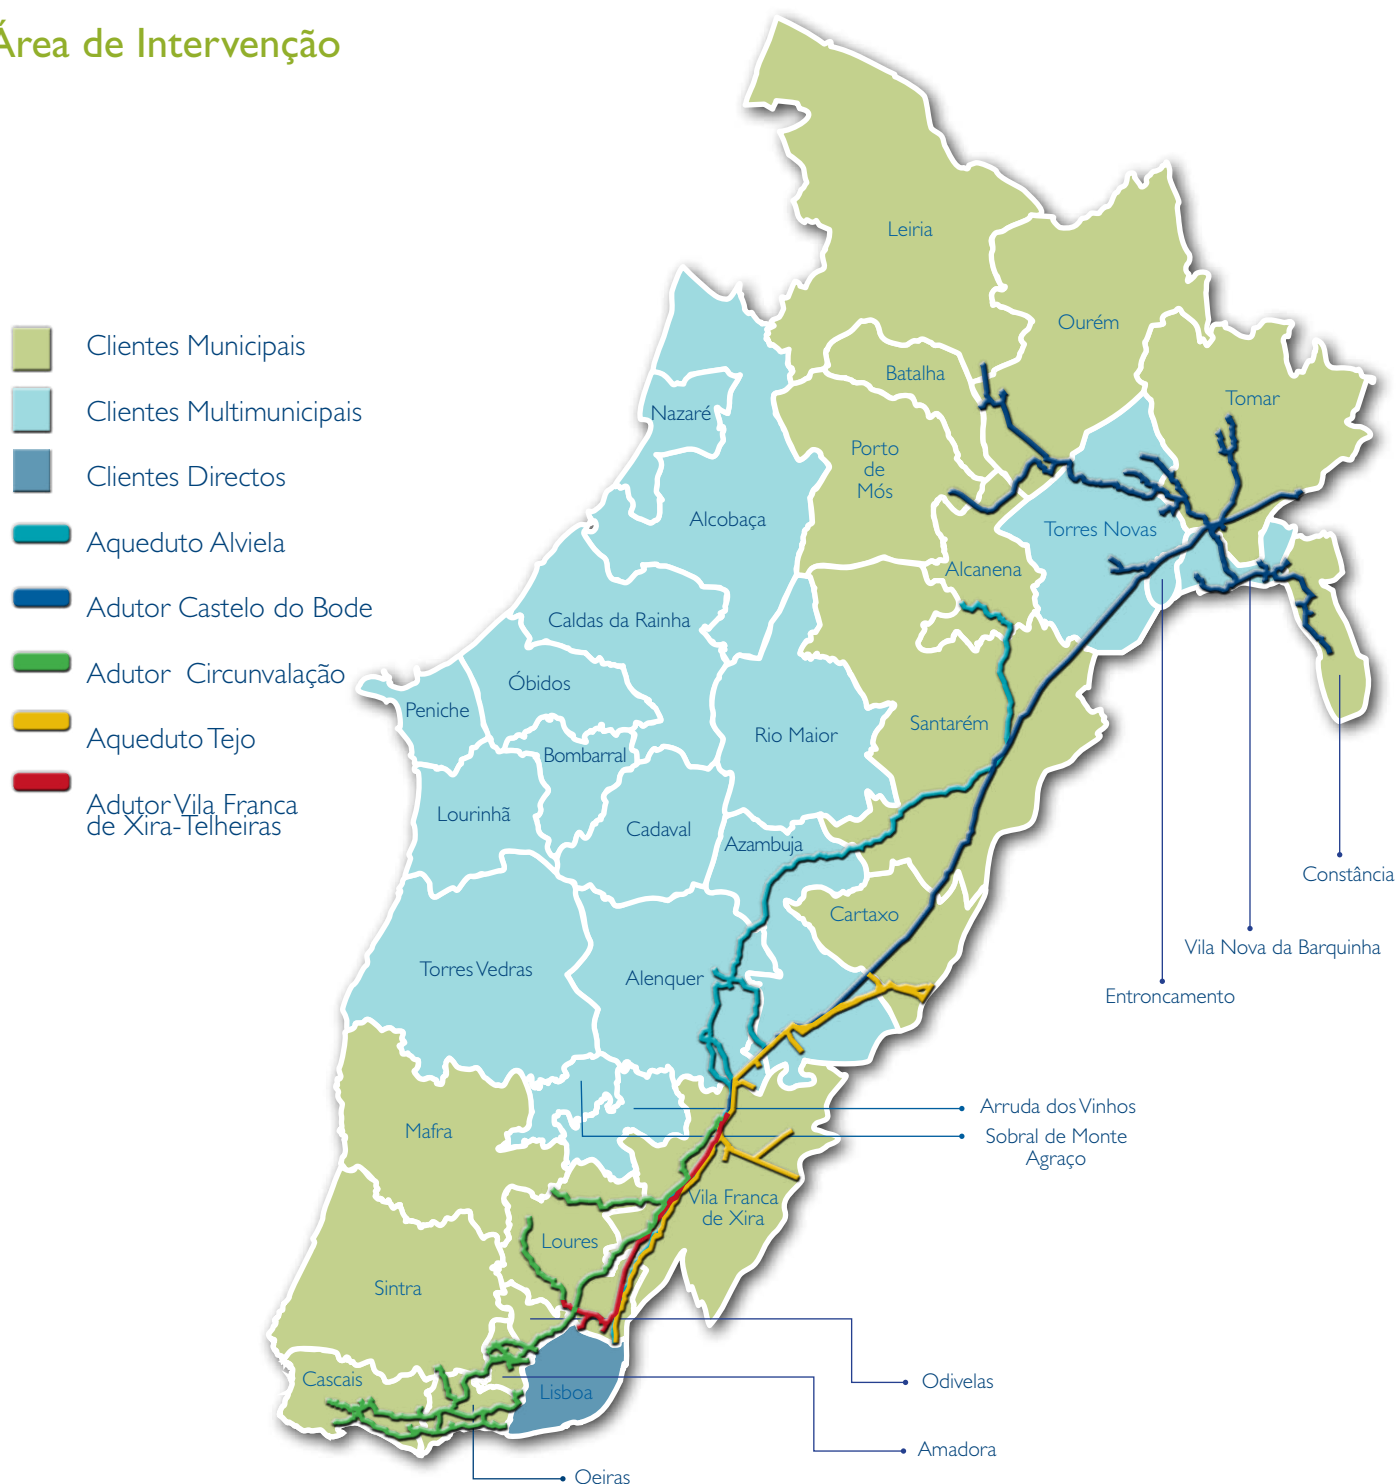 Área de Intervenção
Clientes Municipais
Clientes Multimunicipais
Clientes Directos
Aqueduto Alviela
Adutor Castelo do Bode
Adutor Circunvalação
Aqueduto Tejo
Adutor Vila Franca
de Xira-Telheiras
Leiria
Ourém
Batalha
Tomar
Nazaré
Porto
de
Mós
Alcobaça
Torres Novas
Alcanena
Caldas da Rainha
Óbidos
Peniche
Santarém
Rio Maior
Bombarral
Lourinhã
Cadaval
Azambuja
Constância
Cartaxo
Vila Nova da Barquinha
Torres Vedras
Alenquer
Entroncamento
Arruda dos Vinhos
Mafra
Sobral de Monte
Agraço
Vila Franca
de Xira
Loures
Sintra
Cascais
Lisboa
Odivelas
Amadora
Oeiras